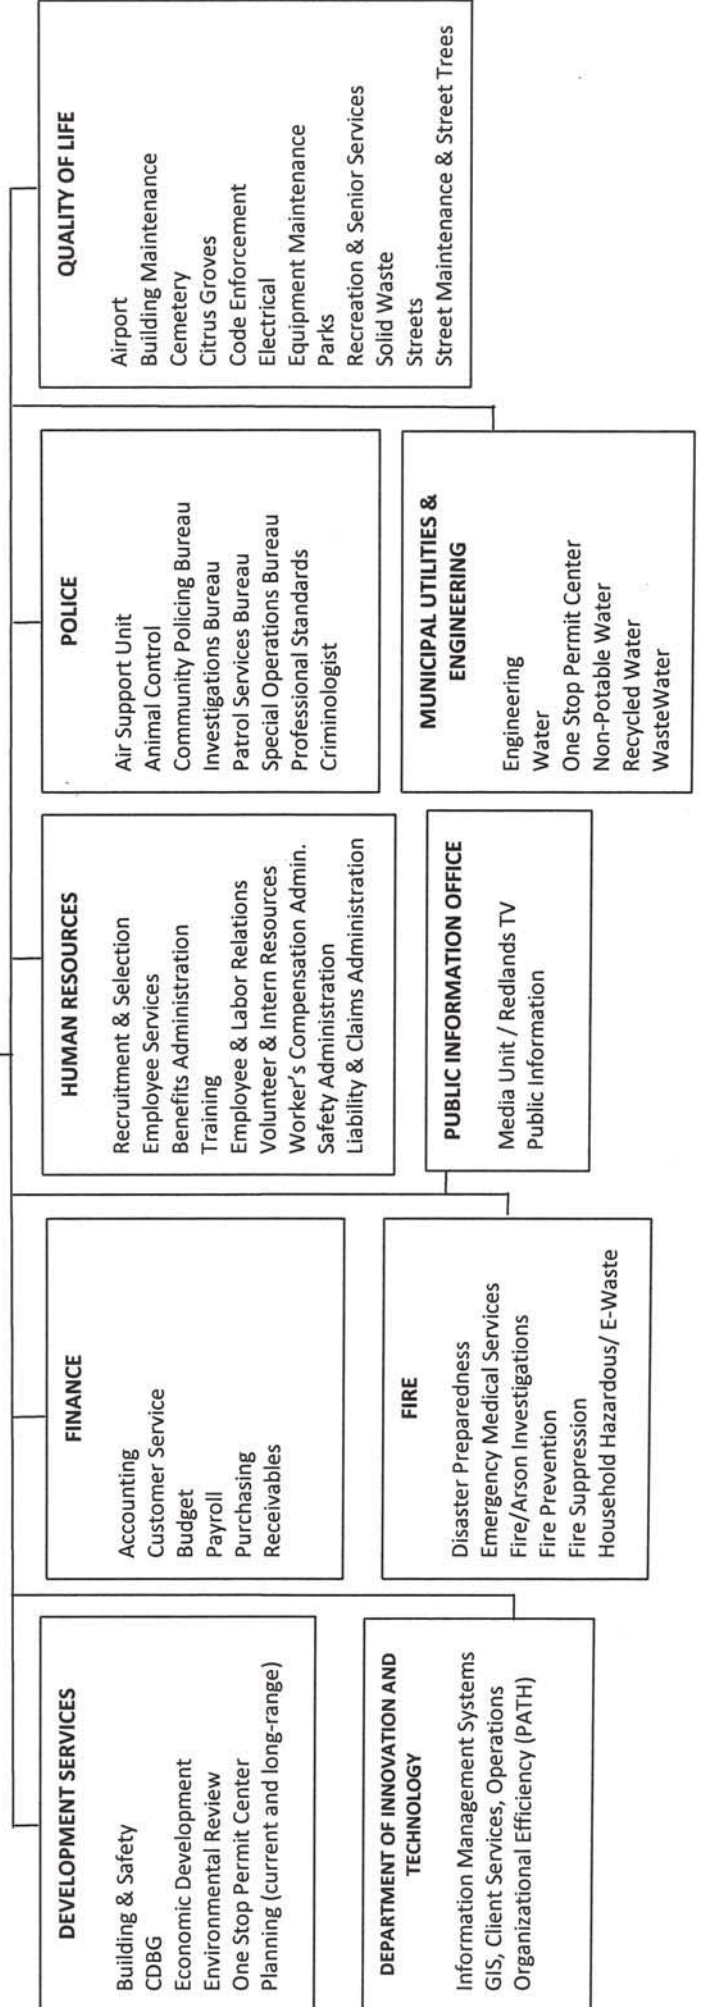 DEVELOPMENT SERVICES
Building & Safety
CDBG
Economic Development
Environmental Review
One Stop Permit Center
Planning (current and long-range)
FINANCE
Accounting
Customer Service
Budget
Payroll
Purchasing
Receivables
HUMAN RESOURCES
Recruitment & Selection
Employee Services
Benefits Administration
Training
Employee & Labor Relations
Volunteer & Intern Resources
Worker's Compensation Admin.
Safety Administration
Liability & Claims Administration
POLICE
Air Support Unit
Animal Control
Community Policing Bureau
Investigations Bureau
Patrol Services Bureau
Special Operations Bureau
Professional Standards
Criminologist
QUALITY OF LIFE
Airport
Building Maintenance
Cemetery
Citrus Groves
Code Enforcement
Electrical
Equipment Maintenance
Parks
Recreation & Senior Services
Solid Waste
Streets
Street Maintenance & Street Trees
DEPARTMENT OF INNOVATION AND
TECHNOLOGY
Information Management Systems
GIS, Client Services, Operations
Organizational Efficiency (PATH)
FIRE
Disaster Preparedness
Emergency Medical Services
Fire/Arson Investigations
Fire Prevention
Fire Suppression
Household Hazardous/ E-Waste
PUBLIC INFORMATION OFFICE
Media Unit / Redlands TV
Public Information
MUNICIPAL UTILITIES &
ENGINEERING
Engineering
Water
One Stop Permit Center
Non-Potable Water
Recycled Water
WasteWater